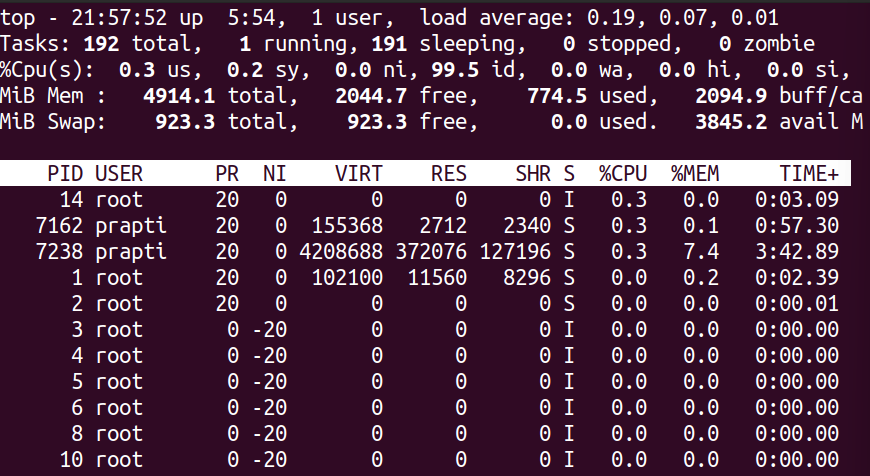 top - 21:57:52 up  5:54,  1 user,  load average: 0.19, 0.07, 0.01
Tasks: 192 total,   1 running, 191 sleeping,   0 stopped,   0 zombie
%Cpu(s):  0.3 us,  0.2 sy,  0.0 ni, 99.5 id,  0.0 wa,  0.0 hi,  0.0 si,
MiB Mem :   4914.1 total,   2044.7 free,    774.5 used,   2094.9 buff/ca
MiB Swap:    923.3 total,    923.3 free,      0.0 used.   3845.2 avail M
    PID USER      PR  NI    VIRT    RES    SHR S  %CPU  %MEM     TIME+
     14 root      20   0       0      0      0 I   0.3   0.0   0:03.09
   7162 prapti    20   0  155368   2712   2340 S   0.3   0.1   0:57.30
   7238 prapti    20   0 4208688 372076 127196 S   0.3   7.4   3:42.89
      1 root      20   0  102100  11560   8296 S   0.0   0.2   0:02.39
      2 root      20   0       0      0      0 S   0.0   0.0   0:00.01
      3 root       0 -20       0      0      0 I   0.0   0.0   0:00.00
      4 root       0 -20       0      0      0 I   0.0   0.0   0:00.00
      5 root       0 -20       0      0      0 I   0.0   0.0   0:00.00
      6 root       0 -20       0      0      0 I   0.0   0.0   0:00.00
      8 root       0 -20       0      0      0 I   0.0   0.0   0:00.00
     10 root       0 -20       0      0      0 I   0.0   0.0   0:00.00